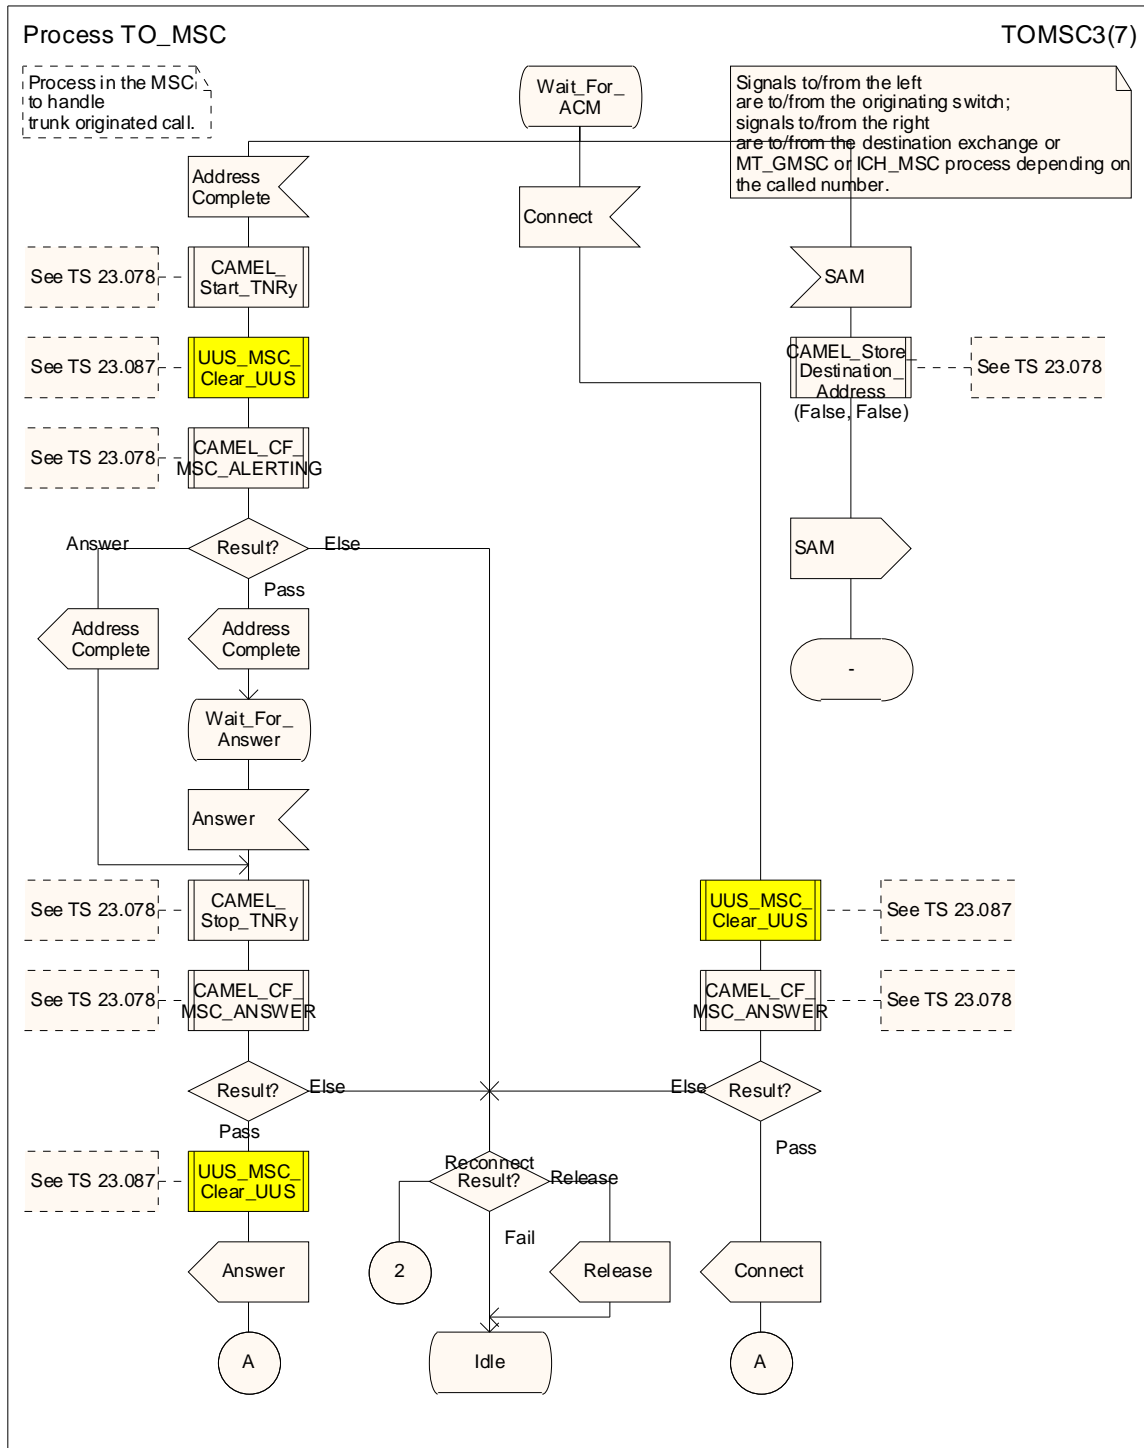 Process TO_MSC
TOMSC3(7)
Process in the MSC
to handle
trunk originated call.
Wait_For_
ACM
Signals to/from the left
are to/from the originating switch;
signals to/from the right
are to/from the destination exchange or
MT_GMSC or ICH_MSC process depending on
the called number.
Address
Complete
Connect
See TS 23.078
CAMEL_
Start_TNRy
SAM
See TS 23.087
UUS_MSC_
Clear_UUS
CAMEL_Store_
Destination_
Address
(False, False)
See TS 23.078
See TS 23.078
CAMEL_CF_
MSC_ALERTING
Answer
Result?
Else
SAM
Pass
Address
Complete
Address
Complete
-
Wait_For_
Answer
Answer
See TS 23.078
CAMEL_
Stop_TNRy
UUS_MSC_
Clear_UUS
See TS 23.087
See TS 23.078
CAMEL_CF_
MSC_ANSWER
CAMEL_CF_
MSC_ANSWER
See TS 23.078
Result?
Else
Else
Result?
Pass
Pass
See TS 23.087
UUS_MSC_
Clear_UUS
Reconnect
Result?
Release
Fail
Answer
2
Release
Connect
A
Idle
A